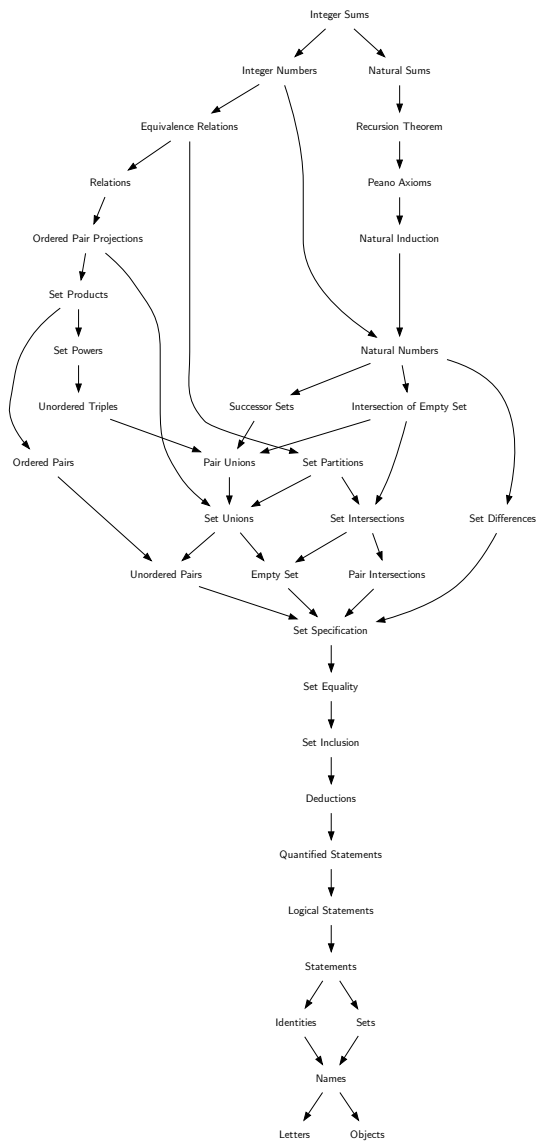 Integer Sums
Integer Numbers
Natural Sums
Equivalence Relations
Recursion Theorem
Relations
Peano Axioms
Ordered Pair Projections
Natural Induction
Set Products
Set Powers
Natural Numbers
Unordered Triples
Successor Sets
Intersection of Empty Set
Ordered Pairs
Pair Unions
Set Partitions
Set Unions
Set Intersections
Set Differences
Unordered Pairs
Empty Set
Pair Intersections
Set Specification
Set Equality
Set Inclusion
Deductions
Quantified Statements
Logical Statements
Statements
Identities
Sets
Names
Letters
Objects